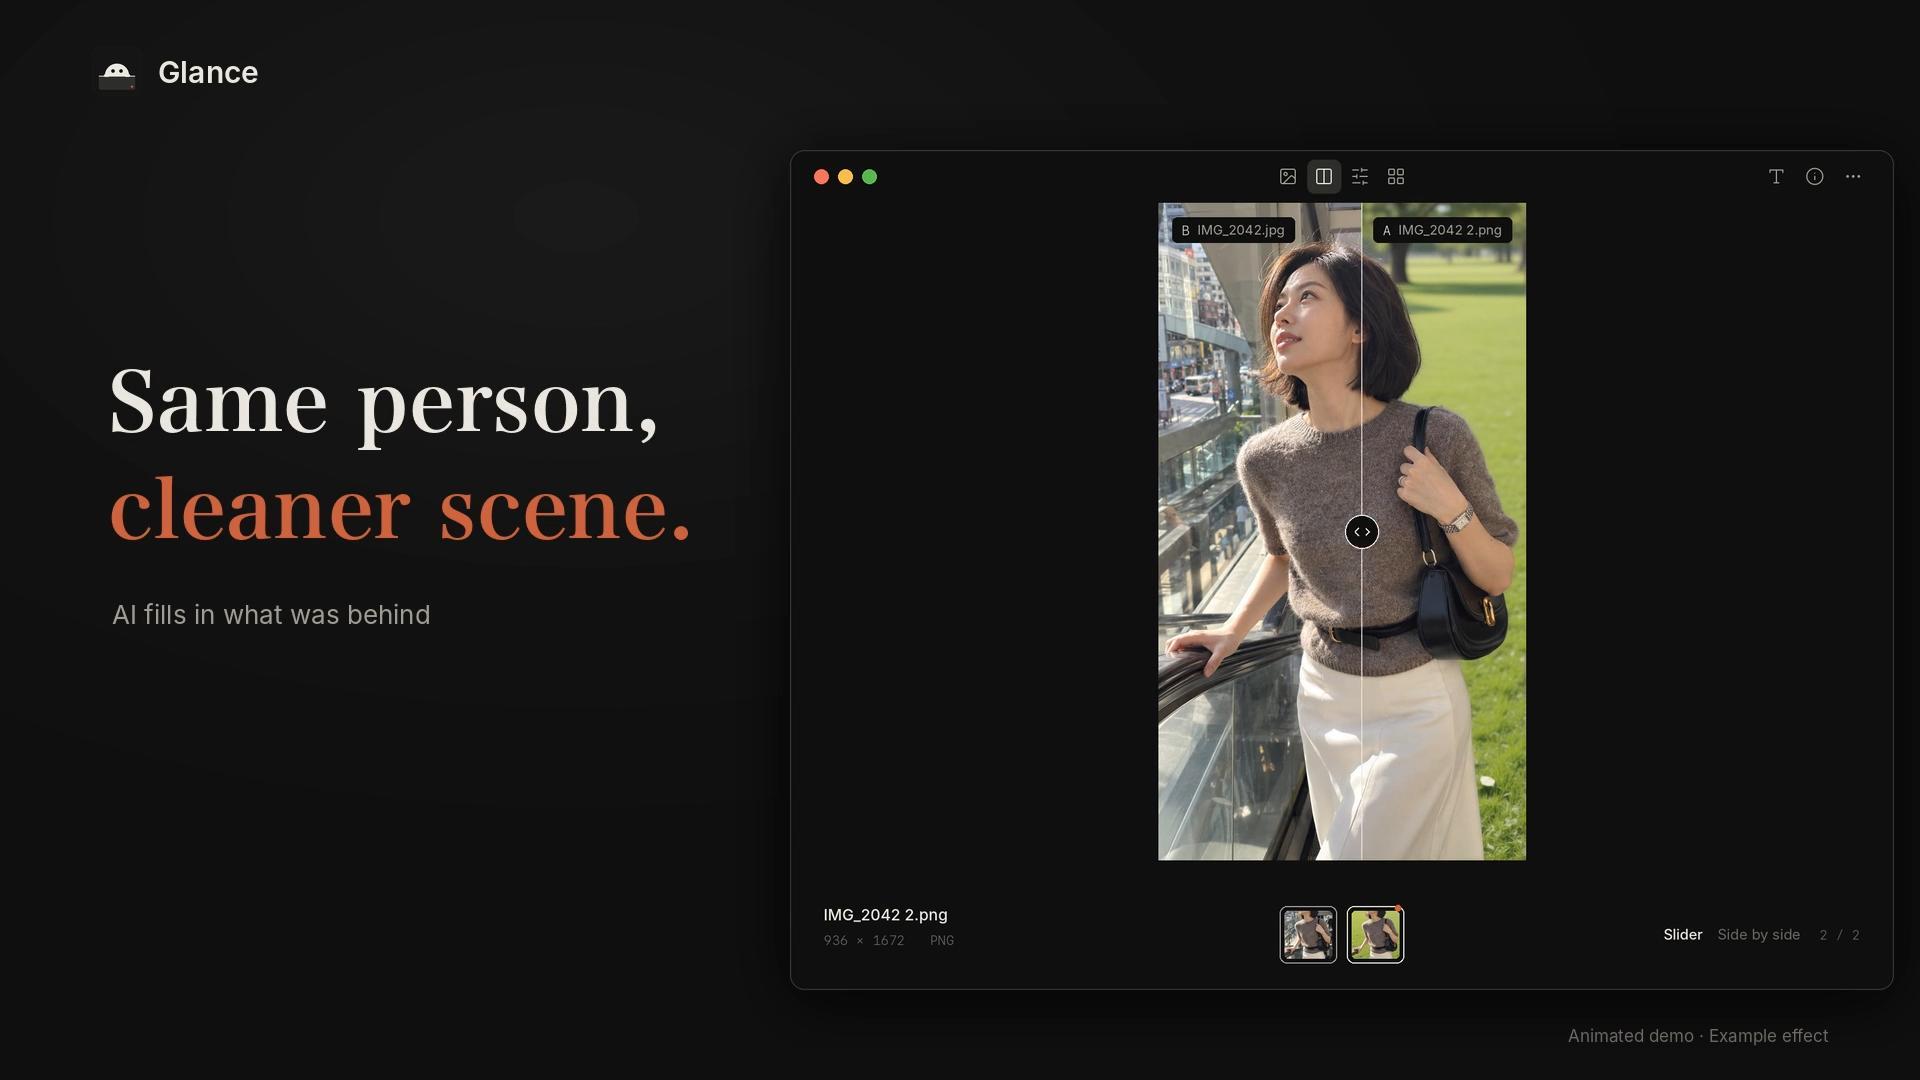 Glance
Same person,
cleaner scene.
AI fills in what was behind
B IMG_2042.jpg
A IMG_2042 2.png
IMG_2042 2.png
936 × 1672 PNG
Slider Side by side 2 / 2
Animated demo · Example effect